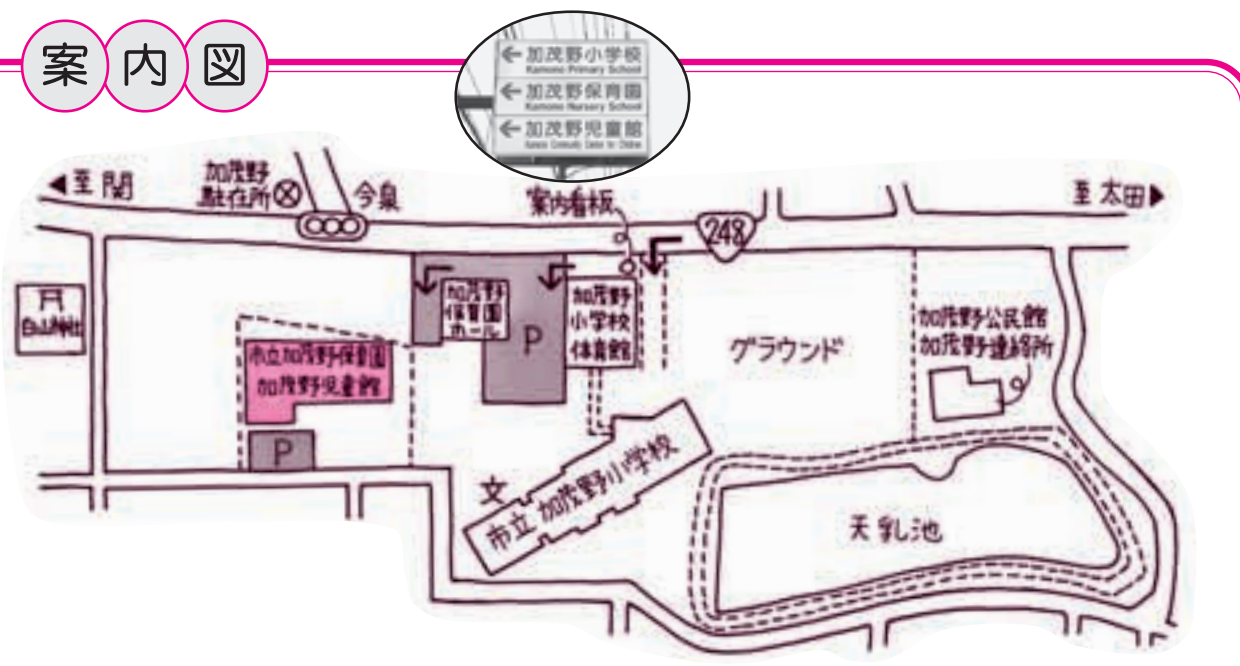 案内図
← 加茂野小学校
Kamono Primary School
← 加茂野保育園
Kamono Nursery School
← 加茂野児童館
◀至 関
加茂野
駐在所
今泉
案内看板
248
至 太田▶
白山神社
加茂野
保育園
ホール
P
加茂野
小学校
体育館
グラウンド
加茂野公民館
加茂野連絡所
市立加茂野保育園
加茂野児童館
P
市立 加茂野小学校
天乳池